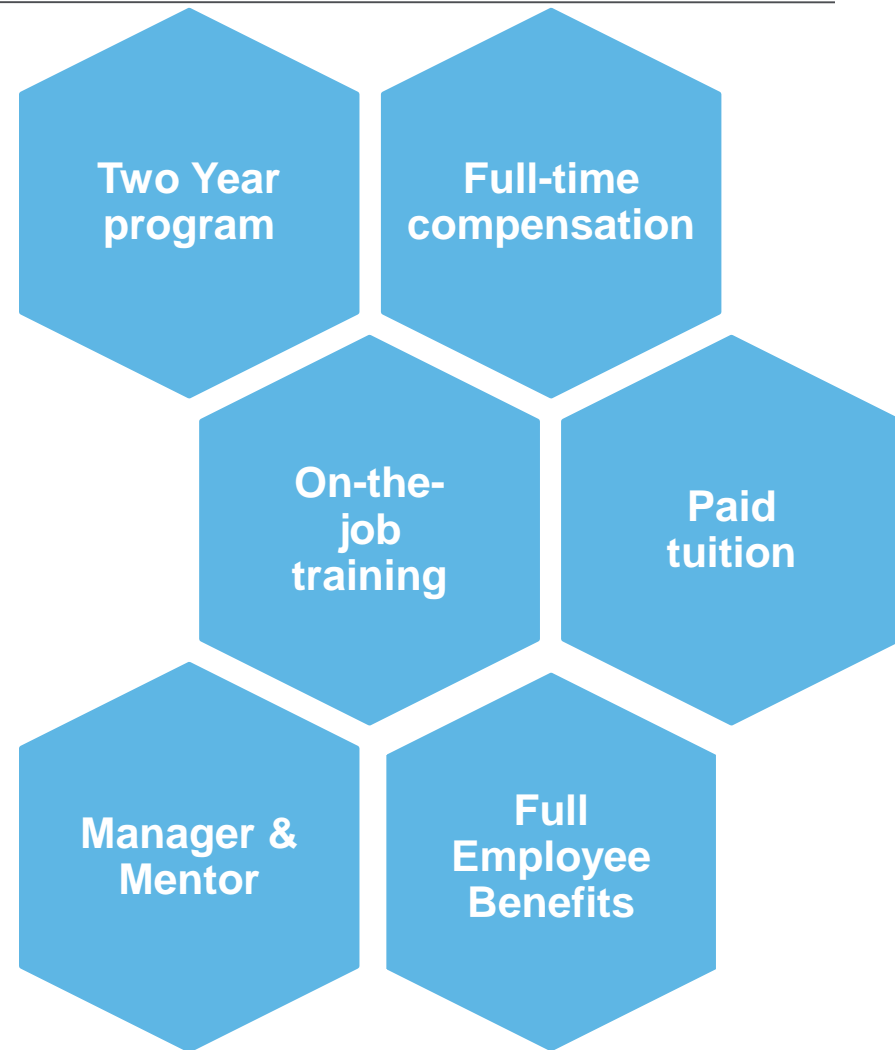 Two Year
program
Full-time
compensation
On-the-
job
training
Paid
tuition
Manager &
Mentor
Full
Employee
Benefits